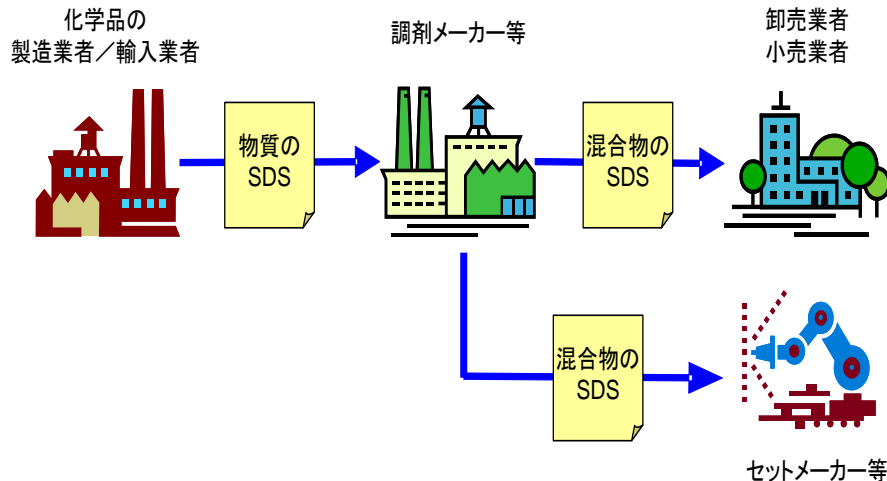 化学品の
製造業者／輸入業者
調剤メーカー等
卸売業者
小売業者
物質の
SDS
混合物の
SDS
混合物の
SDS
セットメーカー等